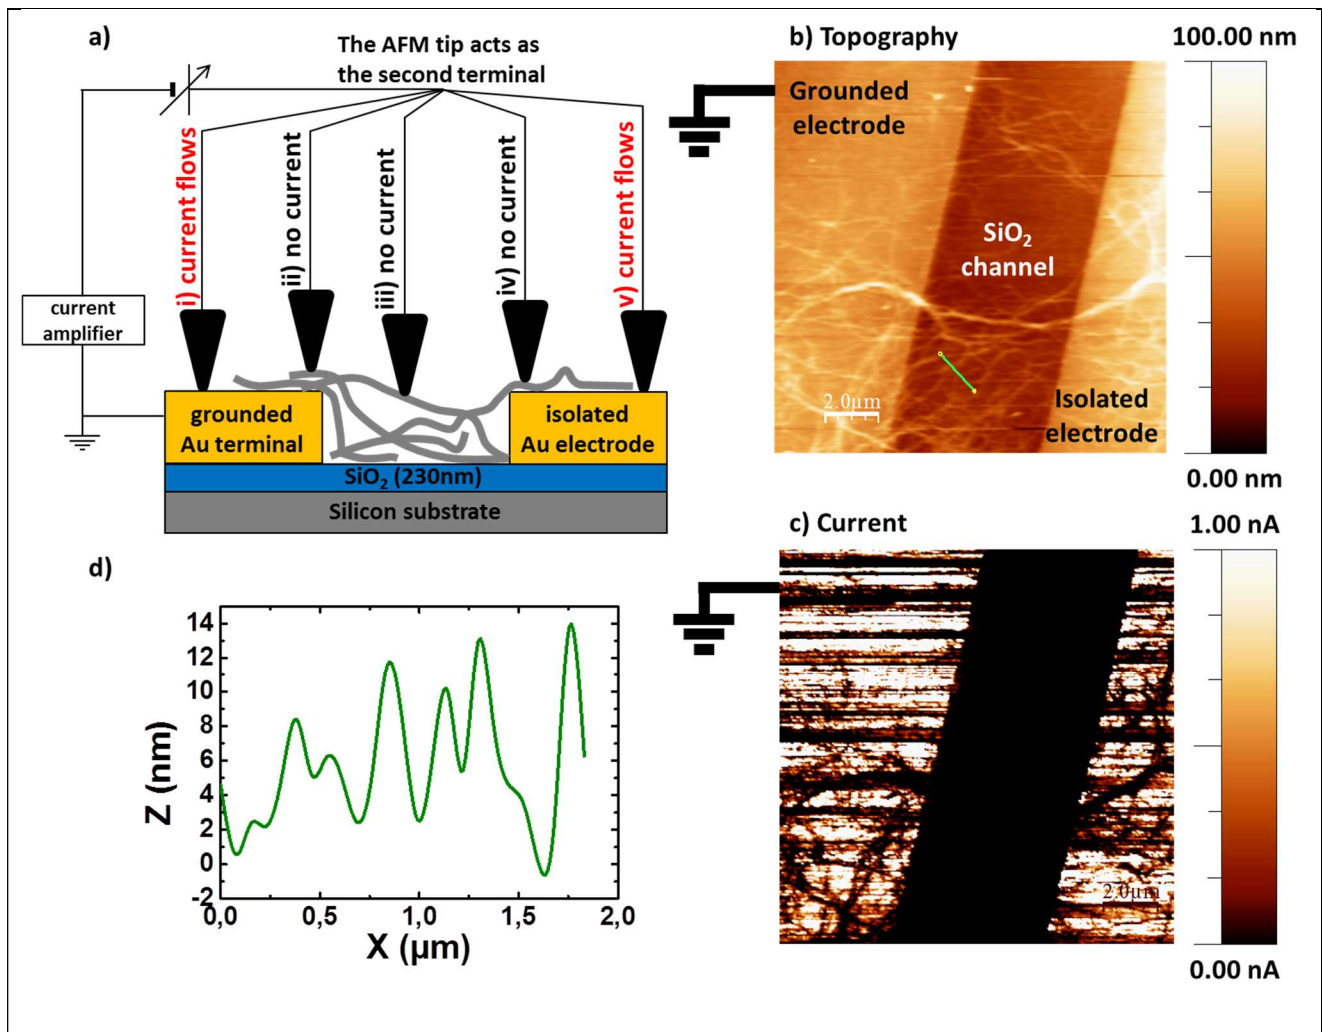 a)
The AFM tip acts as
the second terminal
i) current flows
ii) no current
iii) no current
iv) no current
v) current flows
current
amplifier
grounded
Au terminal
isolated
Au electrode
SiO₂ (230nm)
Silicon substrate
b) Topography
100.00 nm
Grounded
electrode
SiO₂
channel
2.0µm
Isolated
electrode
0.00 nm
c) Current
1.00 nA
2.0µm
0.00 nA
d)
Z (nm)
14
12
10
8
6
4
2
0
-2
0,0 0,5 1,0 1,5 2,0
X (µm)